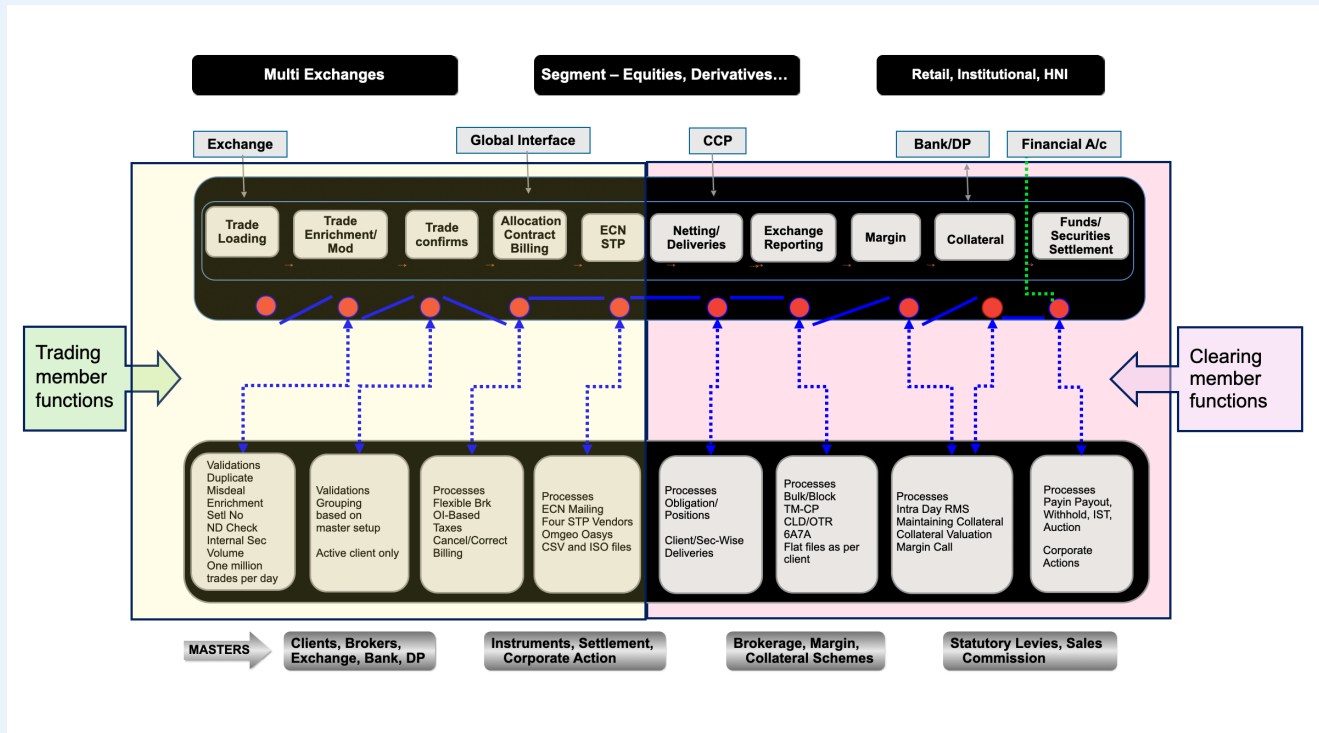 Multi Exchanges
Segment – Equities, Derivatives…
Retail, Institutional, HNI
Exchange
Global Interface
CCP
Bank/DP
Financial A/c
Trade
Loading
Trade
Enrichment/
Mod
Trade
confirms
Allocation
Contract
Billing
ECN
STP
Netting/
Deliveries
Exchange
Reporting
Margin
Collateral
Funds/
Securities
Settlement
Trading
member
functions
Clearing
member
functions
Validations
Duplicate
Misdeal
Enrichment
Setl No
ND Check
Internal Sec
Volume
One million
trades per day
Validations
Grouping
based on
master setup
Active client only
Processes
Flexible Brk
OI-Based
Taxes
Cancel/Correct
Billing
Processes
ECN Mailing
Four STP Vendors
Omgeo Oasys
CSV and ISO files
Processes
Obligation/
Positions
Client/Sec-Wise
Deliveries
Processes
Bulk/Block
TM-CP
CLD/OTR
6A7A
Flat files as per
client
Processes
Intra Day RMS
Maintaining Collateral
Collateral Valuation
Margin Call
Processes
Payin Payout,
Withhold, IST,
Auction
Corporate
Actions
MASTERS
Clients, Brokers,
Exchange, Bank, DP
Instruments, Settlement,
Corporate Action
Brokerage, Margin,
Collateral Schemes
Statutory Levies, Sales
Commission